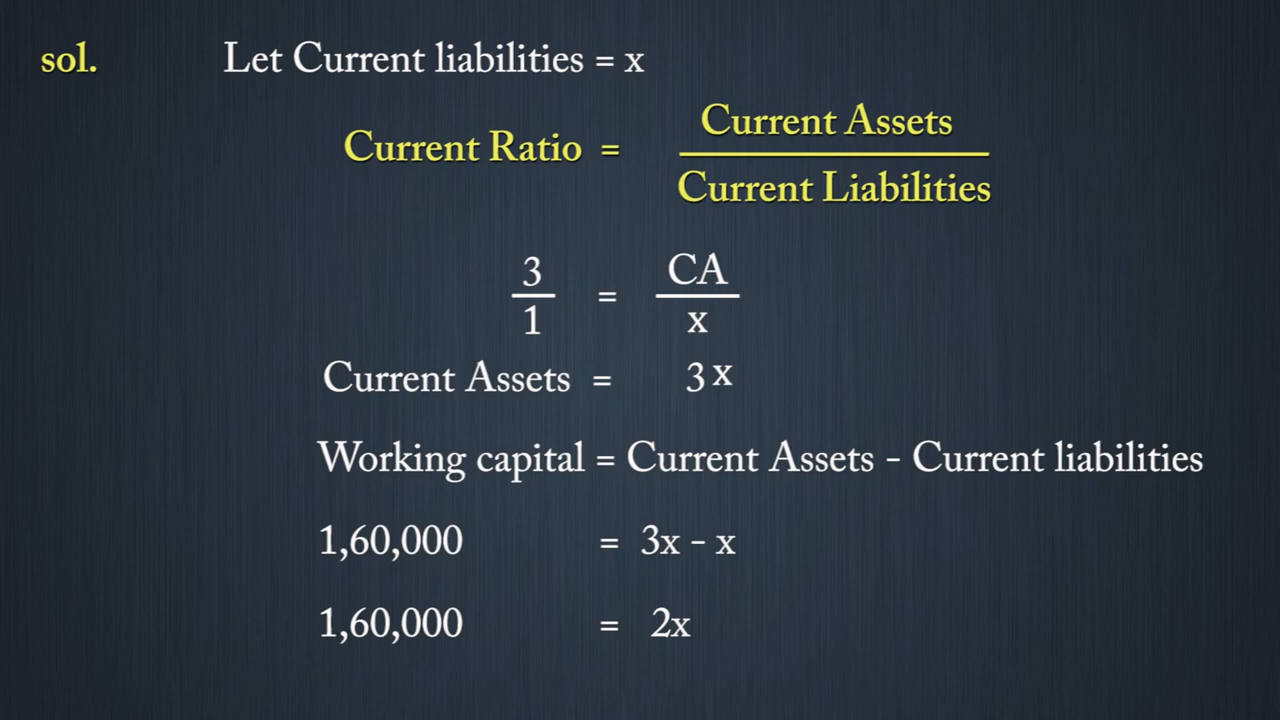 sol. Let Current liabilities = x
Current Ratio = Current Assets
Current Liabilities
3 = CA
1 x
Current Assets = 3 x
Working capital = Current Assets - Current liabilities
1,60,000 = 3x - x
1,60,000 = 2x